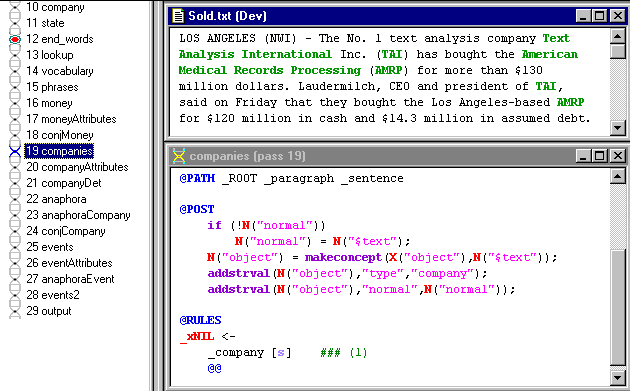 10 company
11 state
12 end_words
13 lookup
14 vocabulary
15 phrases
16 money
17 moneyAttributes
18 conjMoney
19 companies
20 companyAttributes
21 companyDet
22 anaphora
23 anaphoraCompany
24 conjCompany
25 events
26 eventAttributes
27 anaphoraEvent
28 events2
29 output
Sold.txt (Dev)
LOS ANGELES (NWI) - The No. 1 text analysis company Text
Analysis International Inc. (TAI) has bought the American
Medical Records Processing (AMRP) for more than $130
million dollars. Laudermilch, CEO and president of TAI,
said on Friday that they bought the Los Angeles-based AMRP
for $120 million in cash and $14.3 million in assumed debt.
companies (pass 19)
@PATH _ROOT _paragraph _sentence
@POST
if (!N("normal"))
N("normal") = N("$text");
N("object") = makeconcept(X("object"),N("$text"));
addstrval(N("object"),"type","company");
addstrval(N("object"),"normal",N("normal"));
@RULES
_xNIL <-
_company [s] ### (1)
@@